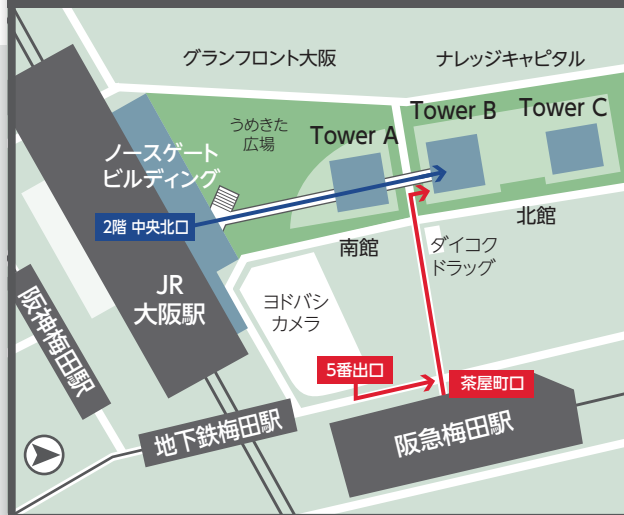 グランフロント大阪
ナレッジキャピタル
うめきた
広場
Tower A
Tower B
Tower C
ノースゲート
ビルディング
2階 中央北口
南館
北館
ダイコク
ドラッグ
JR
大阪駅
ヨドバシ
カメラ
阪神梅田駅
5番出口
茶屋町口
地下鉄梅田駅
阪急梅田駅